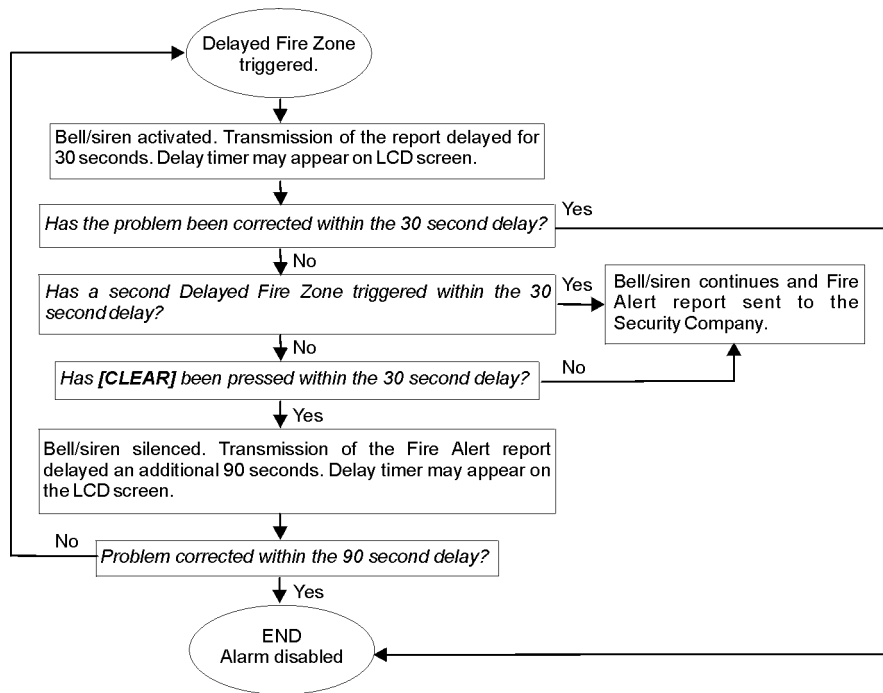 Delayed Fire Zone
triggered.
Bell/siren activated. Transmission of the report delayed for
30 seconds. Delay timer may appear on LCD screen.
Has the problem been corrected within the 30 second delay?
Yes
No
Has a second Delayed Fire Zone triggered within the 30
second delay?
Yes
Bell/siren continues and Fire
Alert report sent to the
Security Company.
No
Has [CLEAR] been pressed within the 30 second delay?
No
Yes
Bell/siren silenced. Transmission of the Fire Alert report
delayed an additional 90 seconds. Delay timer may appear on
the LCD screen.
No
Problem corrected within the 90 second delay?
Yes
END
Alarm disabled